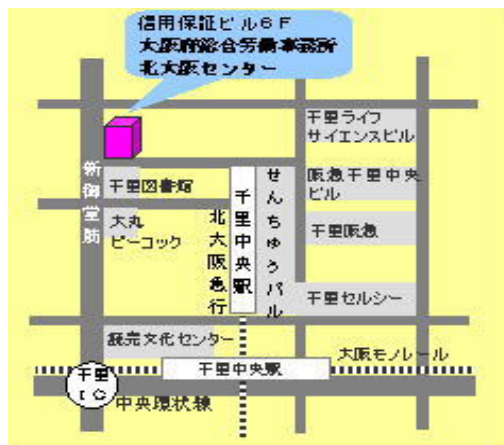 信用保証ビル6F
大阪府総合労働事務所
北大阪センター
千里ライフ
サイエンスビル
新御堂筋
千里図書館
千里中央駅
せんちゅうパル
阪急千里中央
ビル
大丸
ピーコック
北大阪急行
千里阪急
千里セルシー
読売文化センター
大阪モノレール
千里中央駅
千里
IC
中央環状線